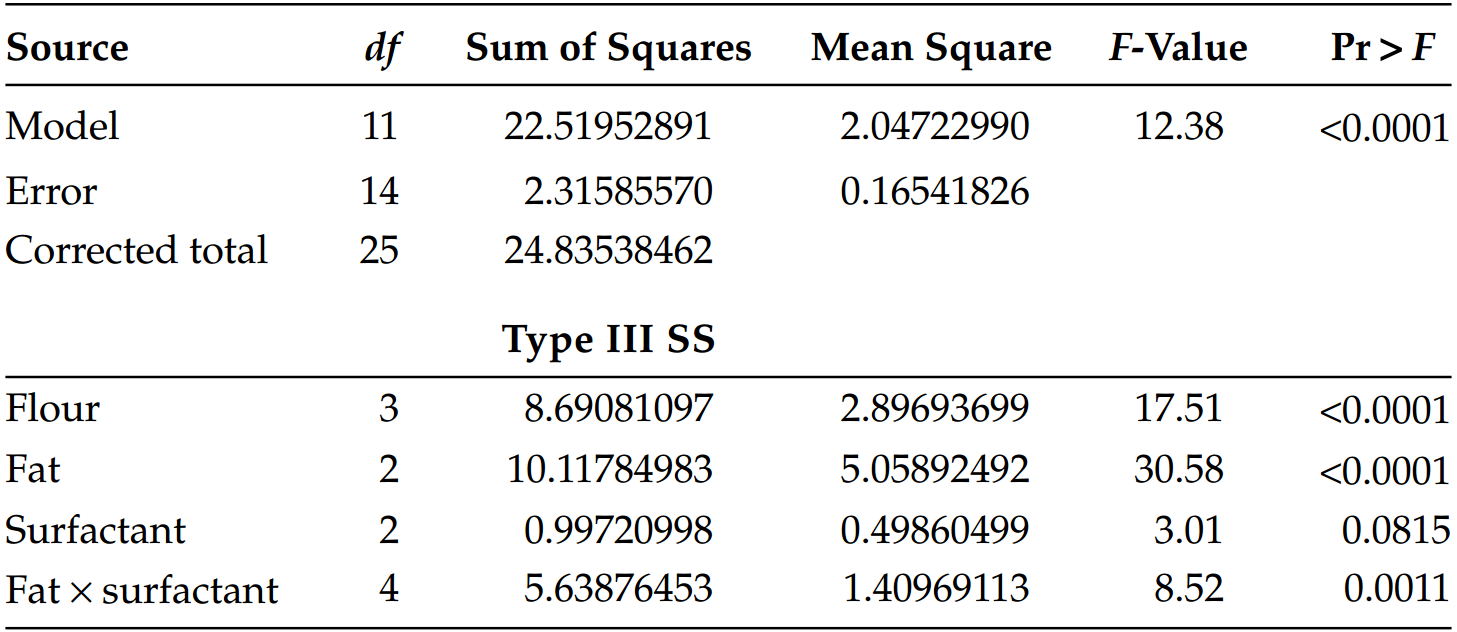 Source df Sum of Squares Mean Square F-Value Pr > F
Model 11 22.51952891 2.04722990 12.38 <0.0001
Error 14 2.31585570 0.16541826
Corrected total 25 24.83538462
Type III SS
Flour 3 8.69081097 2.89693699 17.51 <0.0001
Fat 2 10.11784983 5.05892492 30.58 <0.0001
Surfactant 2 0.99720998 0.49860499 3.01 0.0815
Fat × surfactant 4 5.63876453 1.40969113 8.52 0.0011